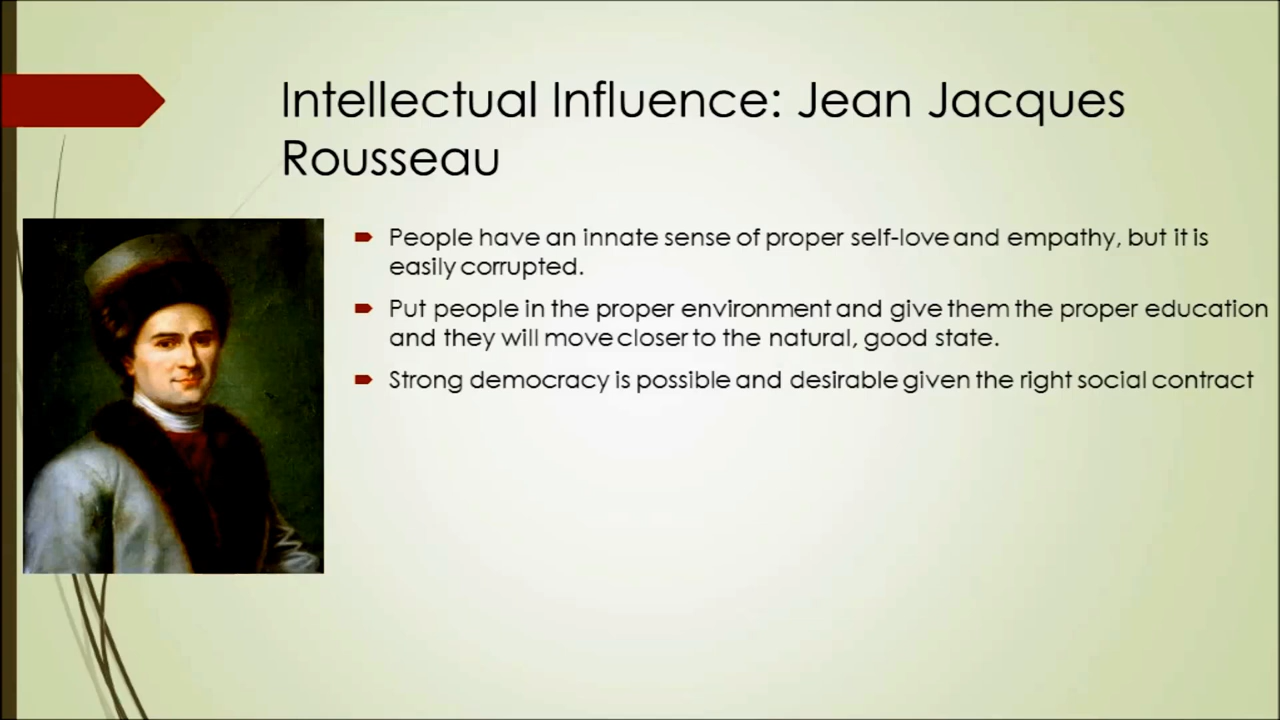 Intellectual Influence: Jean Jacques
Rousseau
People have an innate sense of proper self-love and empathy, but it is
easily corrupted.
Put people in the proper environment and give them the proper education
and they will move closer to the natural, good state.
Strong democracy is possible and desirable given the right social contract